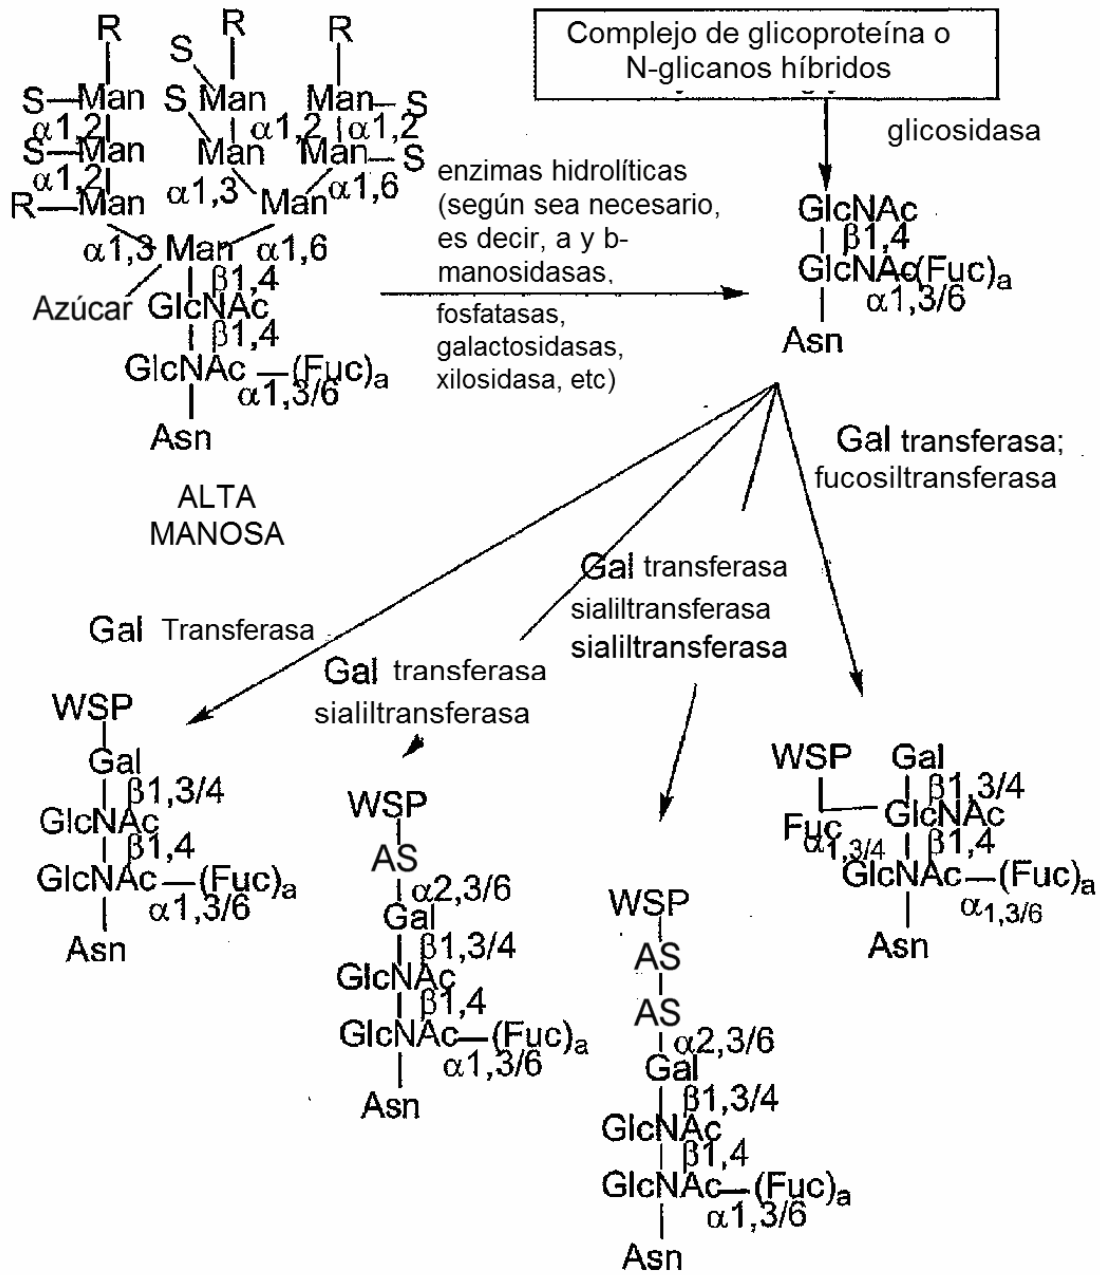 R R R
S
S—Man S Man Man—S
α1,2 α1,2 α1,2
S—Man Man Man—S
α1,2 α1,3 α1,6
R—Man Man
α1,3 Man α1,6
β1,4
Azúcar GlcNAc
β1,4
GlcNAc—(Fuc)a
α1,3/6
Asn
ALTA
MANOSA
Complejo de glicoproteína o
N-glicanos híbridos
glicosidasa
enzimas hidrolíticas
(según sea necesario,
es decir, a y b-
manosidasas,
fosfatasas,
galactosidasas,
xilosidasa, etc)
GlcNAc
β1,4
GlcNAc(Fuc)a
α1,3/6
Asn
Gal transferasa;
fucosiltransferasa
Gal transferasa
sialiltransferasa
sialiltransferasa
Gal Transferasa
Gal transferasa
sialiltransferasa
WSP
Gal
β1,3/4
GlcNAc
β1,4
GlcNAc—(Fuc)a
α1,3/6
Asn
WSP
AS
α2,3/6
Gal
β1,3/4
GlcNAc
β1,4
GlcNAc—(Fuc)a
α1,3/6
Asn
WSP
AS
AS
α2,3/6
Gal
β1,3/4
GlcNAc
β1,4
GlcNAc—(Fuc)a
α1,3/6
Asn
WSP Gal
β1,3/4
GlcNAc
Fuc β1,4
α1,3/4
GlcNAc—(Fuc)a
α1,3/6
Asn